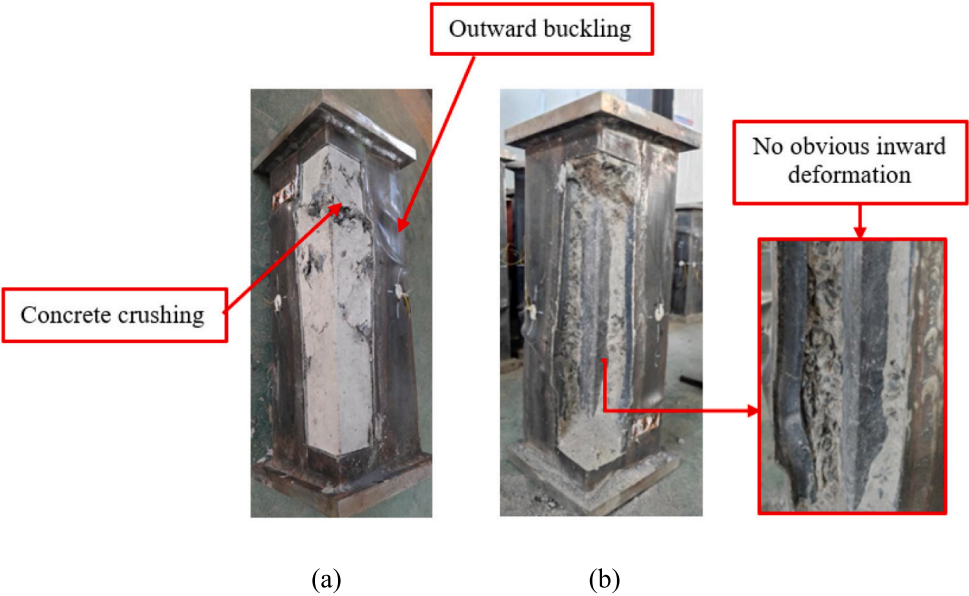 Outward buckling
No obvious inward
deformation
Concrete crushing
(a)
(b)